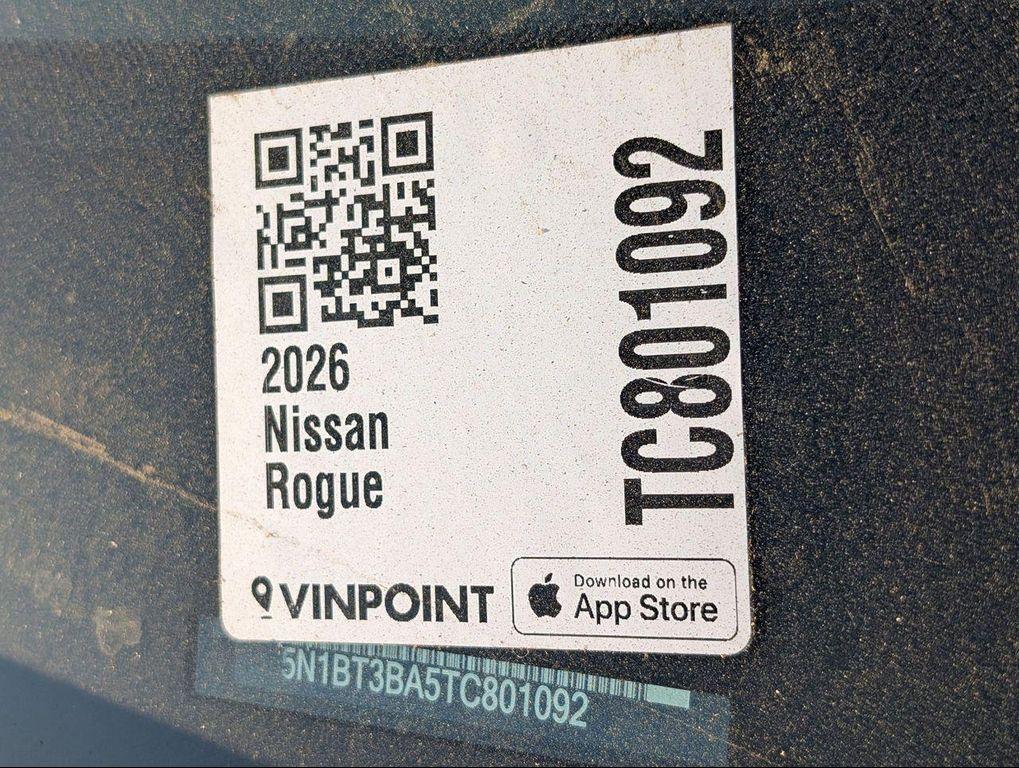 2026
Nissan
Rogue
TC801092
VINPOINT
Download on the
App Store
5N1BT3BA5TC801092